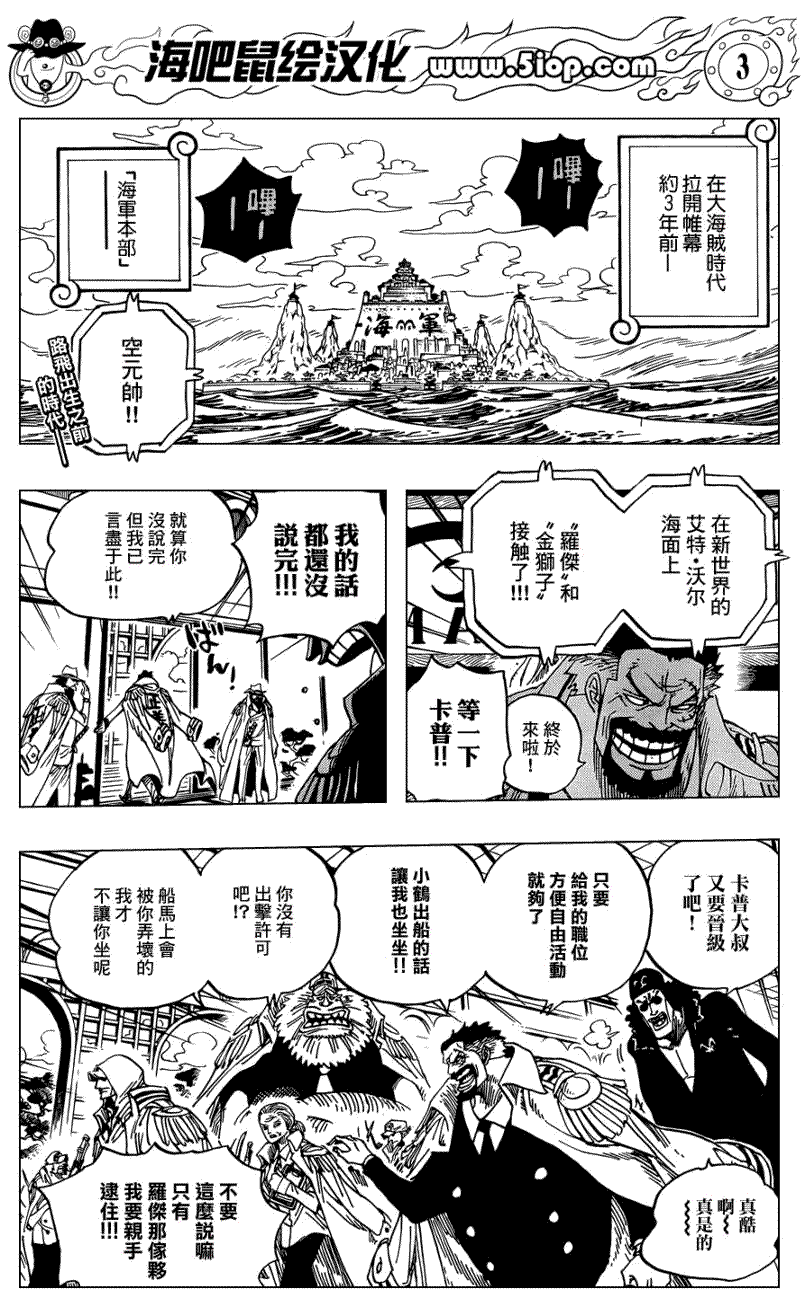 海吧鼠绘汉化 www.5iop.com
3
在大海賊時代
拉開帷幕
約3年前—
嗶——
嗶——
「海軍本部」
——
海軍
空元帥!!
路飛出生之前
的時代——
在新世界的
艾特·沃尔
海面上
〝羅傑〞和
〝金獅子〞
接触了!!!
終於
來啦!
等一下
卡普!!
我的話
都還沒
說完!!!
就算你
沒說完
但我已
言盡于此!!
ばん!
卡普大叔
又要晉級
了吧!
只要
給我的職位
方便自由活動
就夠了
小鶴出船的話
讓我也坐坐!!
你沒有
出擊許可
吧!?
船馬上會
被你弄壞的
我才
不讓你坐呢
真酷
啊~~
真是的
~~
不要
這麼說嘛
只有
羅傑那傢夥
我要親手
逮住!!!